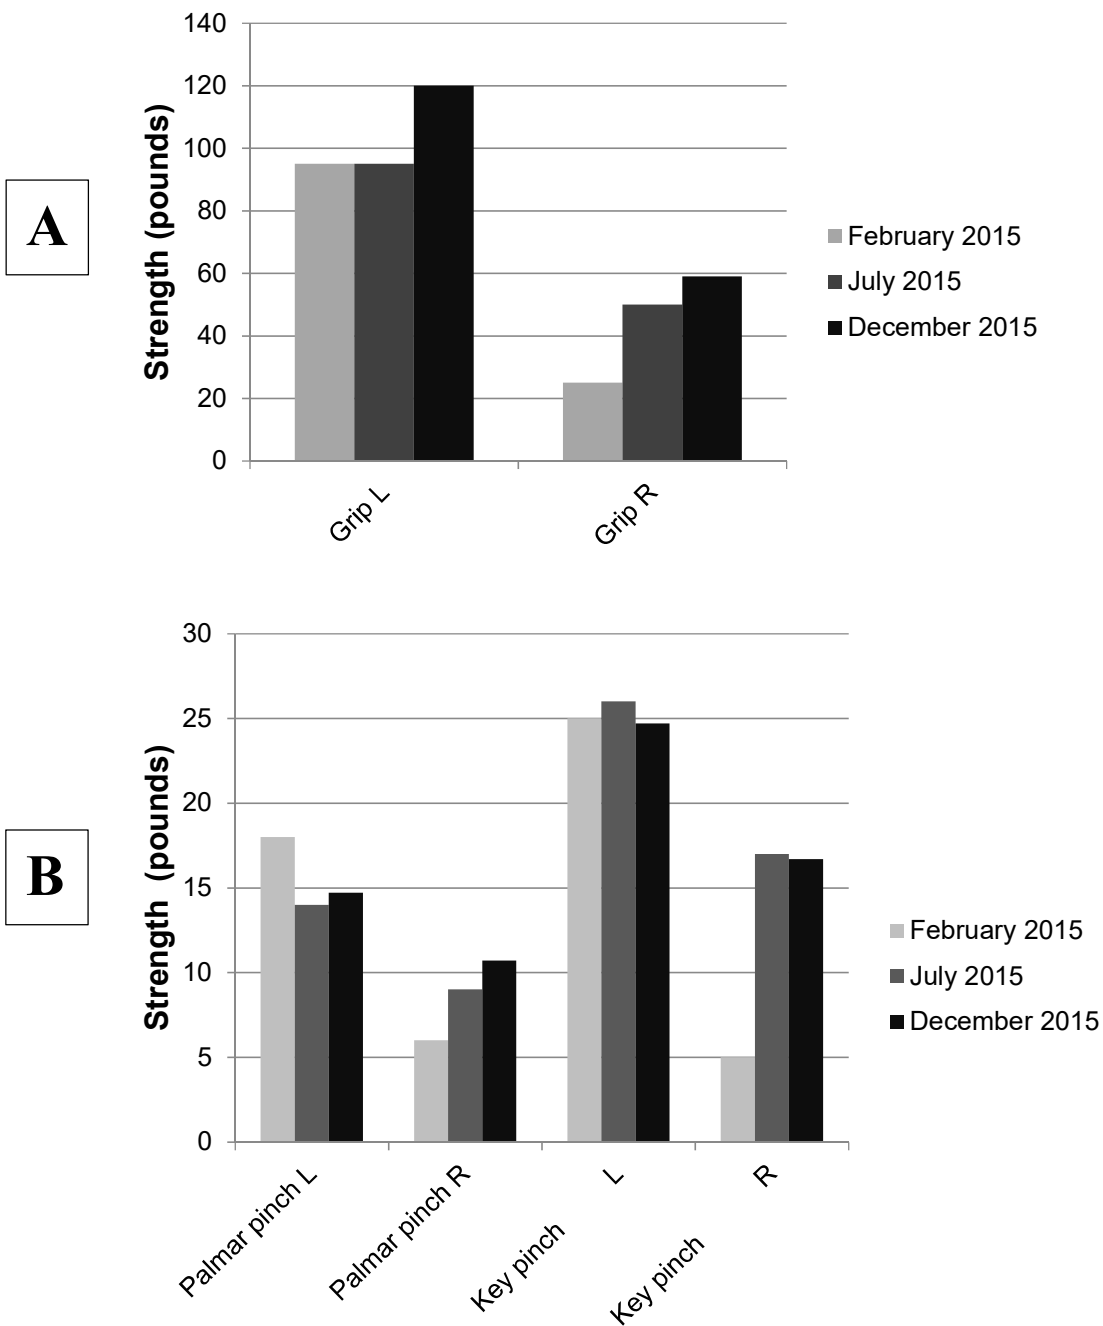 A
Strength (pounds)
140
120
100
80
60
40
20
0
Grip L
Grip R
February 2015
July 2015
December 2015
B
Strength (pounds)
30
25
20
15
10
5
0
Palmar pinch L
Palmar pinch R
Key pinch L
Key pinch R
February 2015
July 2015
December 2015